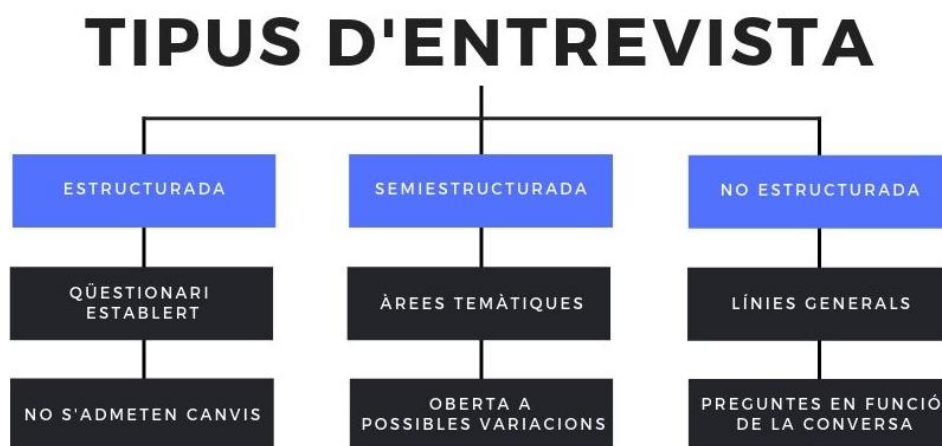 TIPUS D'ENTREVISTA
ESTRUCTURADA
SEMIESTRUCTURADA
NO ESTRUCTURADA
QÜESTIONARI
ESTABLERT
ÀREES TEMÀTIQUES
LÍNIES GENERALS
NO S'ADMETEN CANVIS
OBERTA A
POSSIBLES VARIACIONS
PREGUNTES EN FUNCIÓ
DE LA CONVERSA